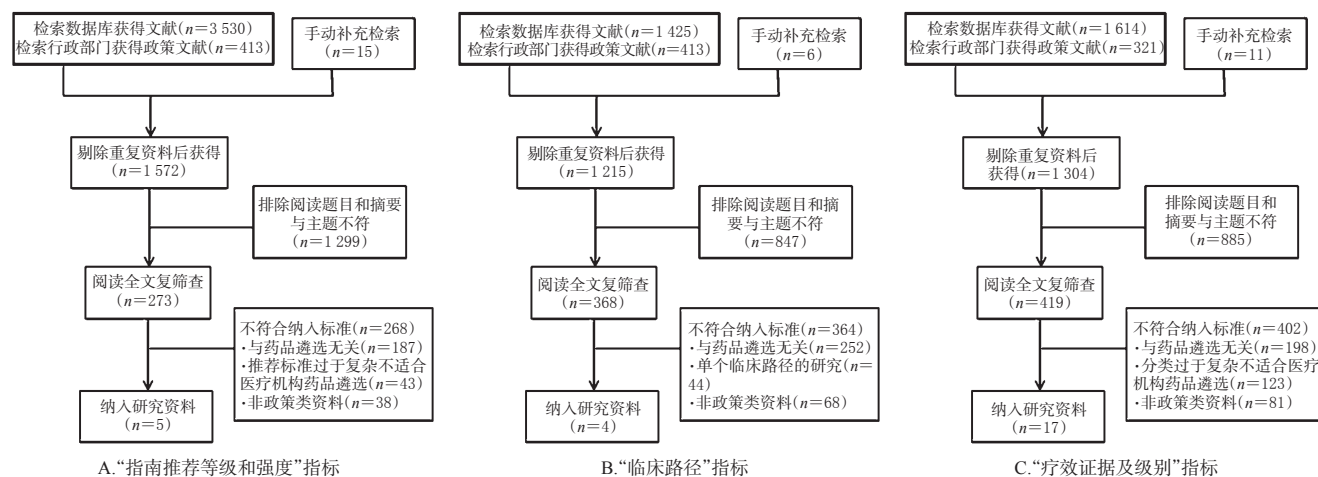 检索数据库获得文献(n=3 530)
检索行政部门获得政策文献(n=413)
手动补充检索
(n=15)
剔除重复资料后获得
(n=1 572)
排除阅读题目和摘要
与主题不符
(n=1 299)
阅读全文复筛查
(n=273)
不符合纳入标准(n=268)
·与药品遴选无关(n=187)
·推荐标准过于复杂不适合
医疗机构药品遴选(n=43)
·非政策类资料(n=38)
纳入研究资料
(n=5)
A.“指南推荐等级和强度”指标
检索数据库获得文献(n=1 425)
检索行政部门获得政策文献(n=413)
手动补充检索
(n=6)
剔除重复资料后获得
(n=1 215)
排除阅读题目和摘
要与主题不符
(n=847)
阅读全文复筛查
(n=368)
不符合纳入标准(n=364)
·与药品遴选无关(n=252)
·单个临床路径的研究(n=
44)
·非政策类资料(n=68)
纳入研究资料
(n=4)
B.“临床路径”指标
检索数据库获得文献(n=1 614)
检索行政部门获得政策文献(n=321)
手动补充检索
(n=11)
剔除重复资料后
获得(n=1 304)
排除阅读题目和
摘要与主题不符
(n=885)
阅读全文复筛查
(n=419)
不符合纳入标准(n=402)
·与药品遴选无关(n=198)
·分类过于复杂不适合医疗
机构药品遴选(n=123)
·非政策类资料(n=81)
纳入研究资料
(n=17)
C.“疗效证据及级别”指标